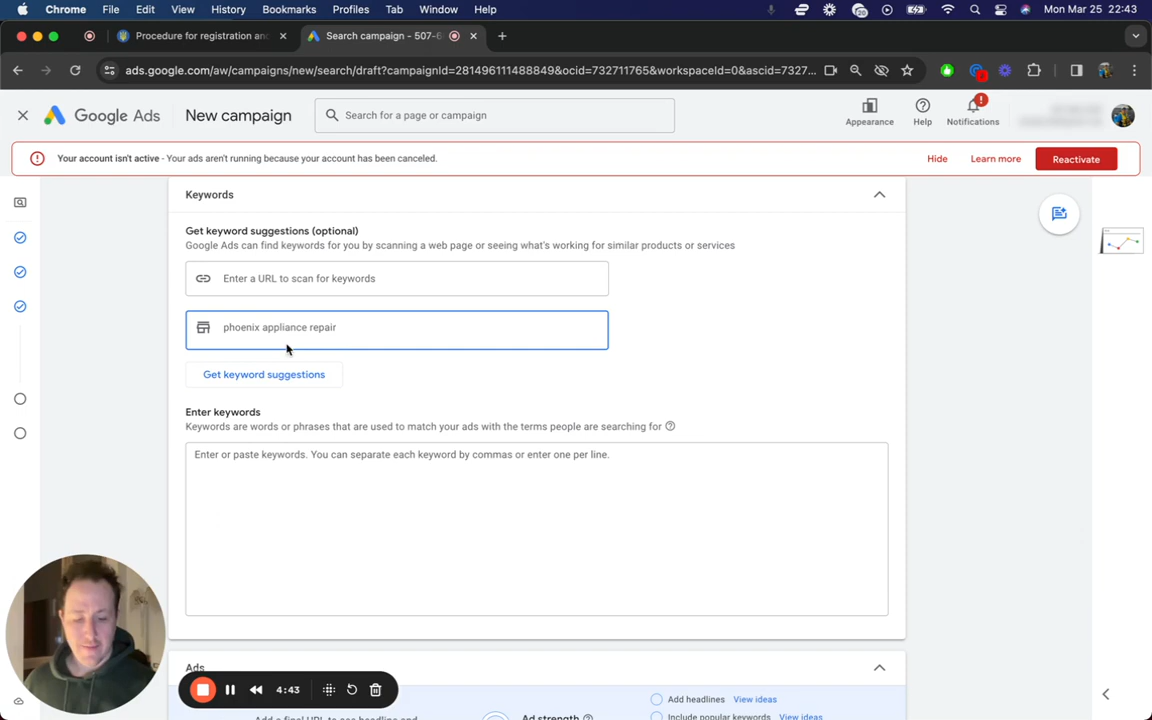 Chrome File Edit View History Bookmarks Profiles Tab Window Help
Mon Mar 25 22:43
Procedure for registration an
Search campaign - 507-6
ads.google.com/aw/campaigns/new/search/draft?campaignId=281496111488849&ocid=732711765&workspaceId=0&ascid=7327...
Google Ads
New campaign
Search for a page or campaign
Appearance
Help
Notifications
Your account isn't active - Your ads aren't running because your account has been canceled.
Hide
Learn more
Reactivate
Keywords
Get keyword suggestions (optional)
Google Ads can find keywords for you by scanning a web page or seeing what's working for similar products or services
Enter a URL to scan for keywords
phoenix appliance repair
Get keyword suggestions
Enter keywords
Keywords are words or phrases that are used to match your ads with the terms people are searching for
Enter or paste keywords. You can separate each keyword by commas or enter one per line.
Ads
4:43
Add headlines View ideas
Include popular keywords View ideas
Add a final URL to see headline and
Ad strength